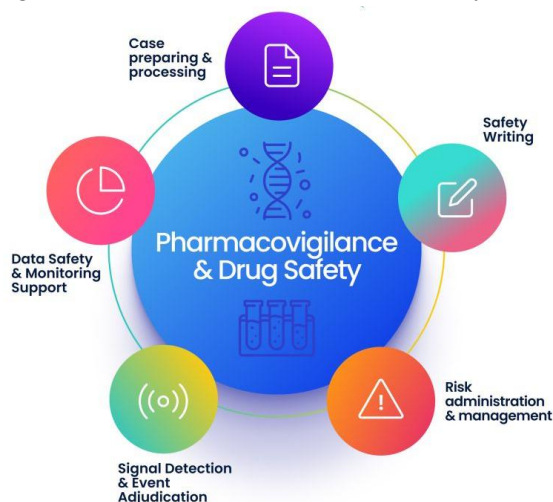 Case
preparing &
processing
Safety
Writing
Pharmacovigilance
& Drug Safety
Data Safety
& Monitoring
Support
Risk
administration
& management
Signal Detection
& Event
Adjudication